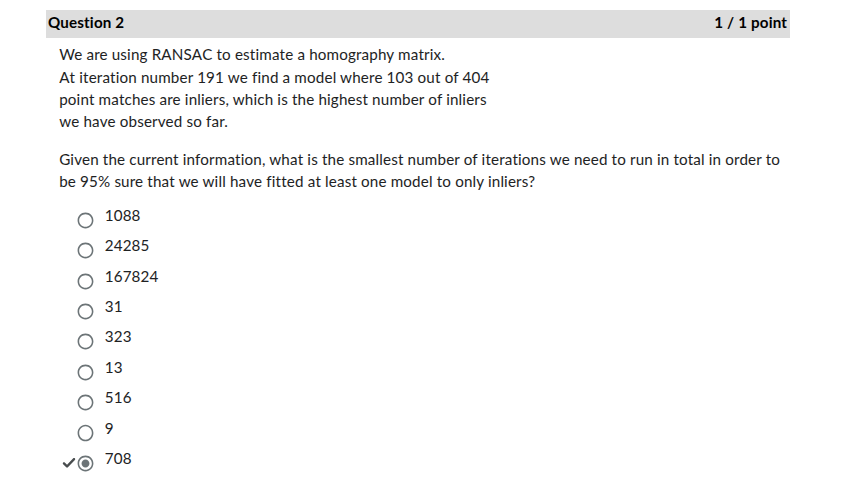 Question 2
1 / 1 point
We are using RANSAC to estimate a homography matrix.
At iteration number 191 we find a model where 103 out of 404
point matches are inliers, which is the highest number of inliers
we have observed so far.
Given the current information, what is the smallest number of iterations we need to run in total in order to
be 95% sure that we will have fitted at least one model to only inliers?
1088
24285
167824
31
323
13
516
9
708